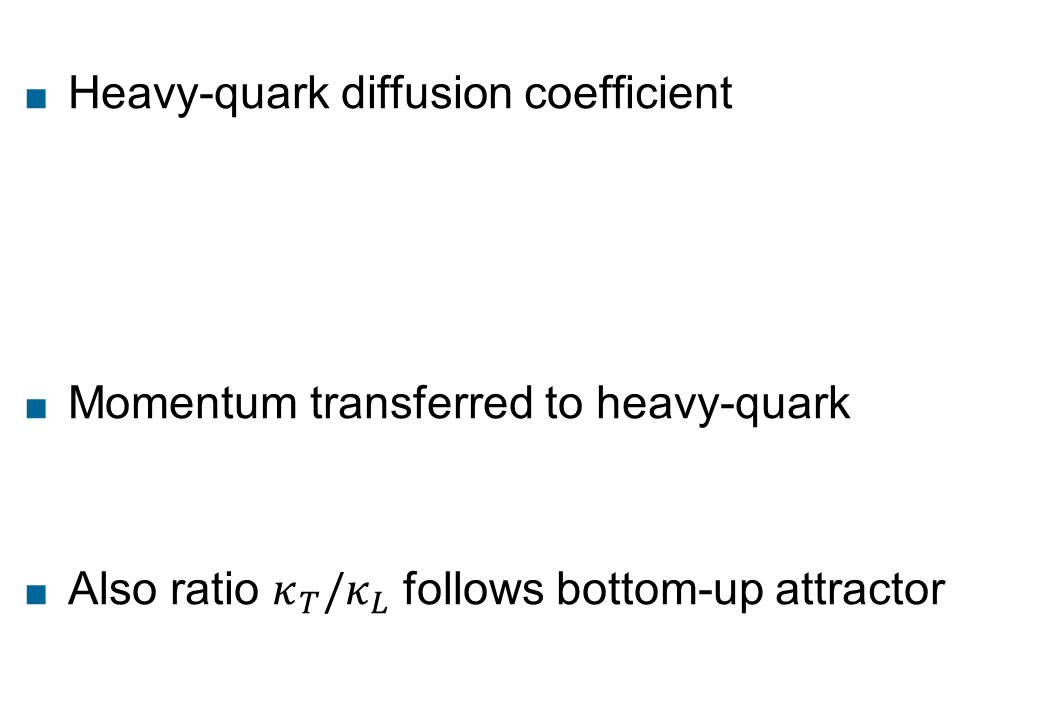 ■ Heavy-quark diffusion coefficient
■ Momentum transferred to heavy-quark
■ Also ratio 𝜅_T/𝜅_L follows bottom-up attractor